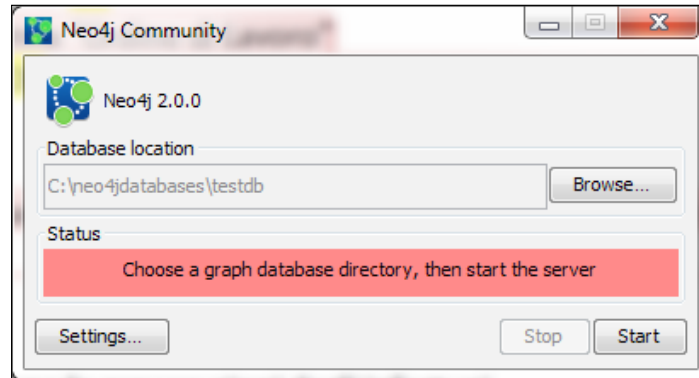 Neo4j Community
Neo4j 2.0.0
Database location
C:\neo4jdatabases\testdb
Browse...
Status
Choose a graph database directory, then start the server
Settings...
Stop
Start